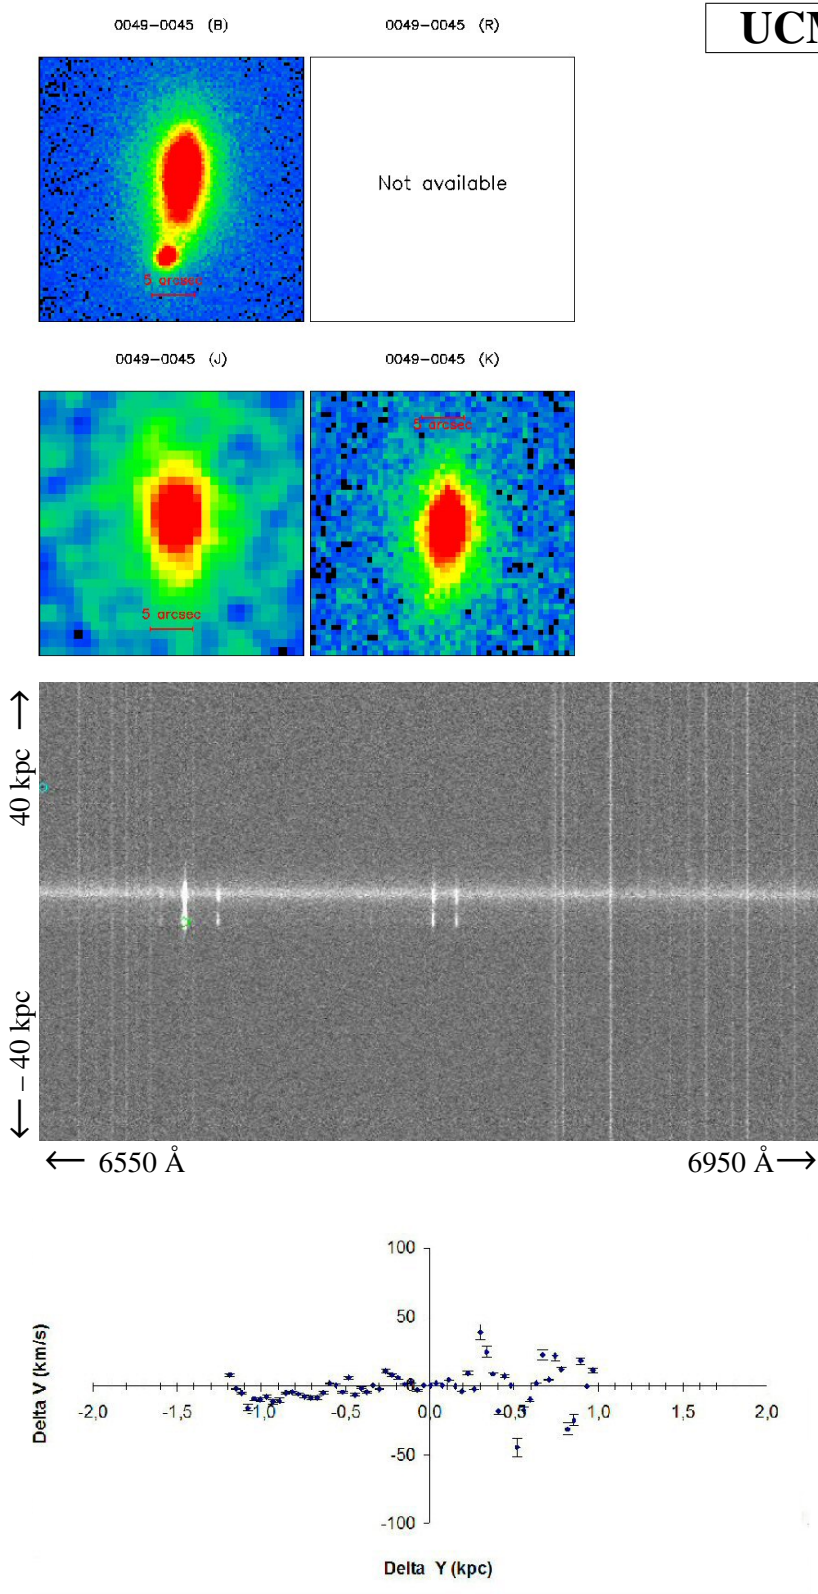 0049-0045 (B)
0049-0045 (R)
UCM
5 arcsec
Not available
0049-0045 (J)
0049-0045 (K)
5 arcsec
5 arcsec
40 kpc
- 40 kpc
6550 Å
6950 Å
100
50
-50
-100
-2,0
-1,5
-1,0
-0,5
0,0
0,5
1,0
1,5
2,0
Delta V (km/s)
Delta Y (kpc)